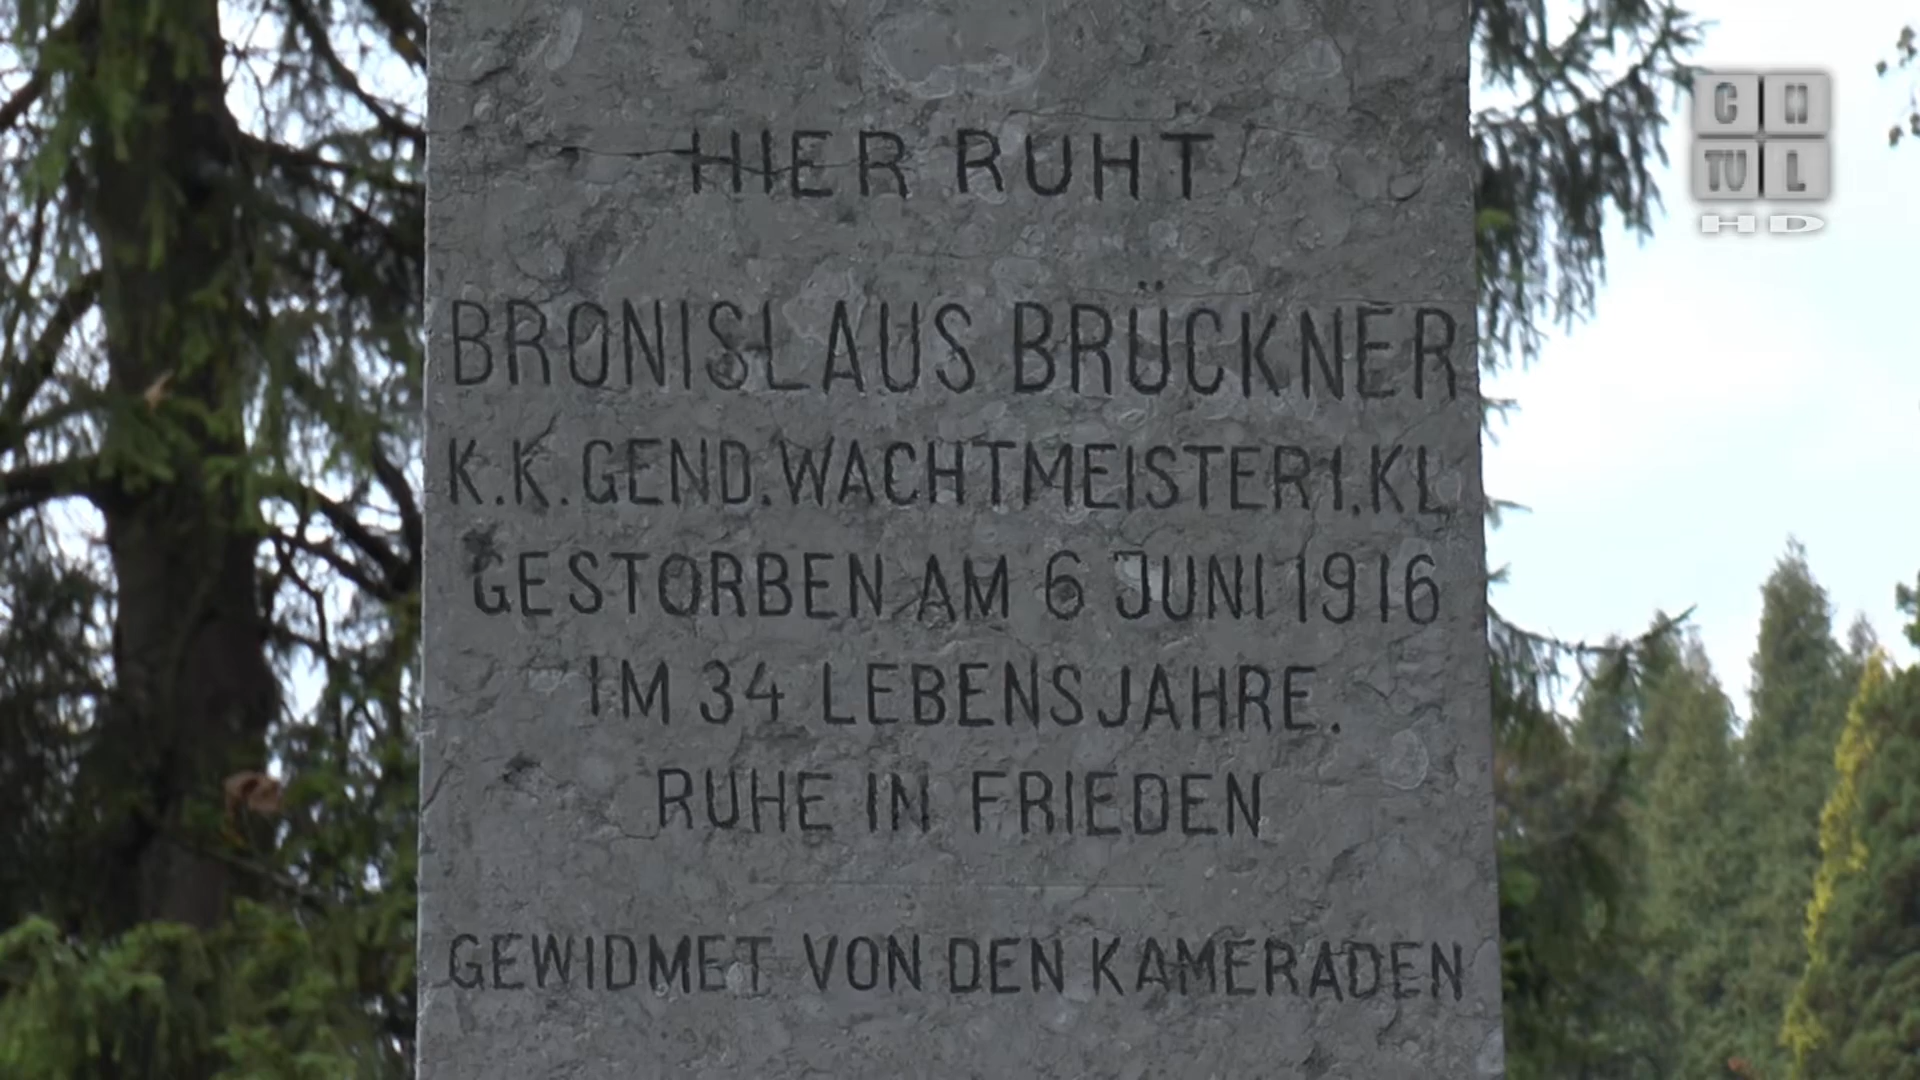 HIER RUHT
BRONISLAUS BRÜCKNER
K.K.GEND.WACHTMEISTER 1.KL
GESTORBEN AM 6 JUNI 1916
IM 34 LEBENSJAHRE.
RUHE IN FRIEDEN
GEWIDMET VON DEN KAMERADEN
C H
TV L
HD